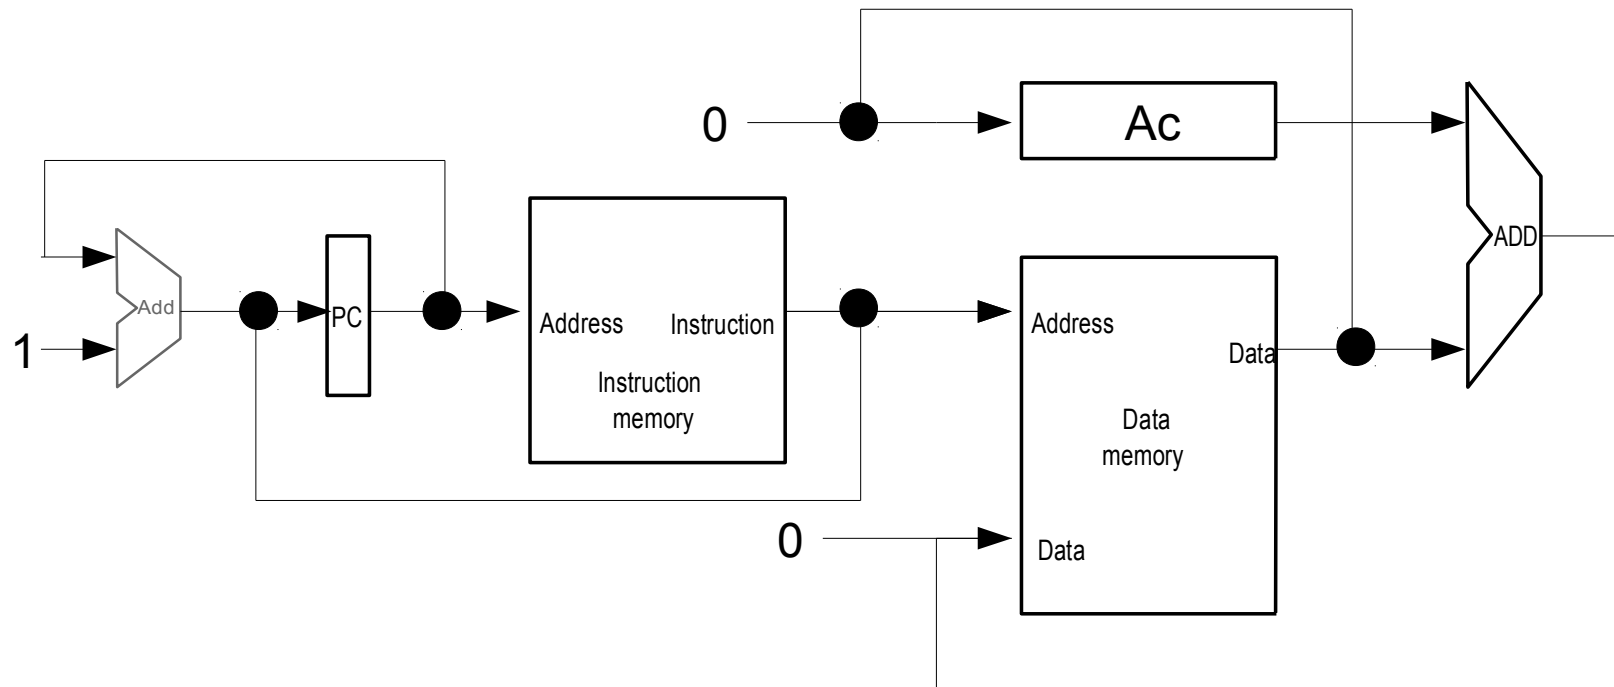 0
Ac
ADD
Add
1
PC
Address
Instruction
Instruction
memory
Address
Data
Data
memory
0
Data